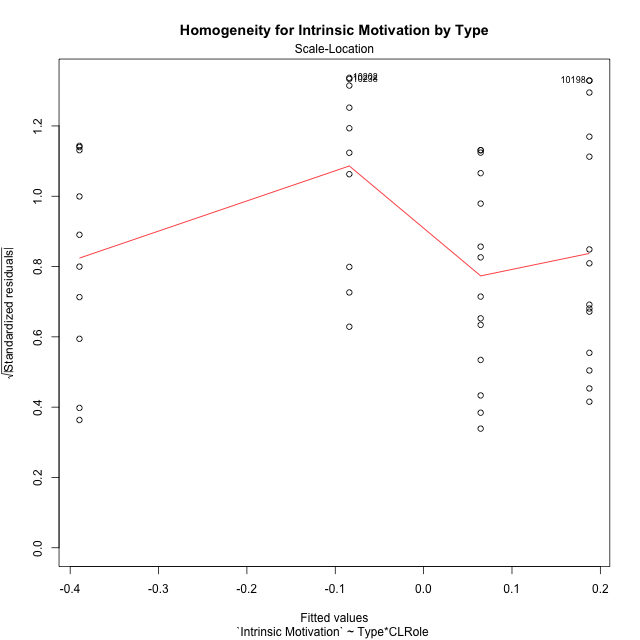 Homogeneity for Intrinsic Motivation by Type
Scale-Location
10198
1.2
1.0
0.8
0.6
0.4
0.2
0.0
√|Standardized residuals|
-0.4 -0.3 -0.2 -0.1 0.0 0.1 0.2
Fitted values
`Intrinsic Motivation` ~ Type*CLRole